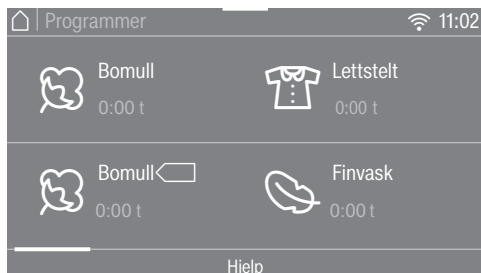 Programmer 11:02
Bomull Lettstelt
0:00 t 0:00 t
Bomull Finvask
0:00 t 0:00 t
Hjelp